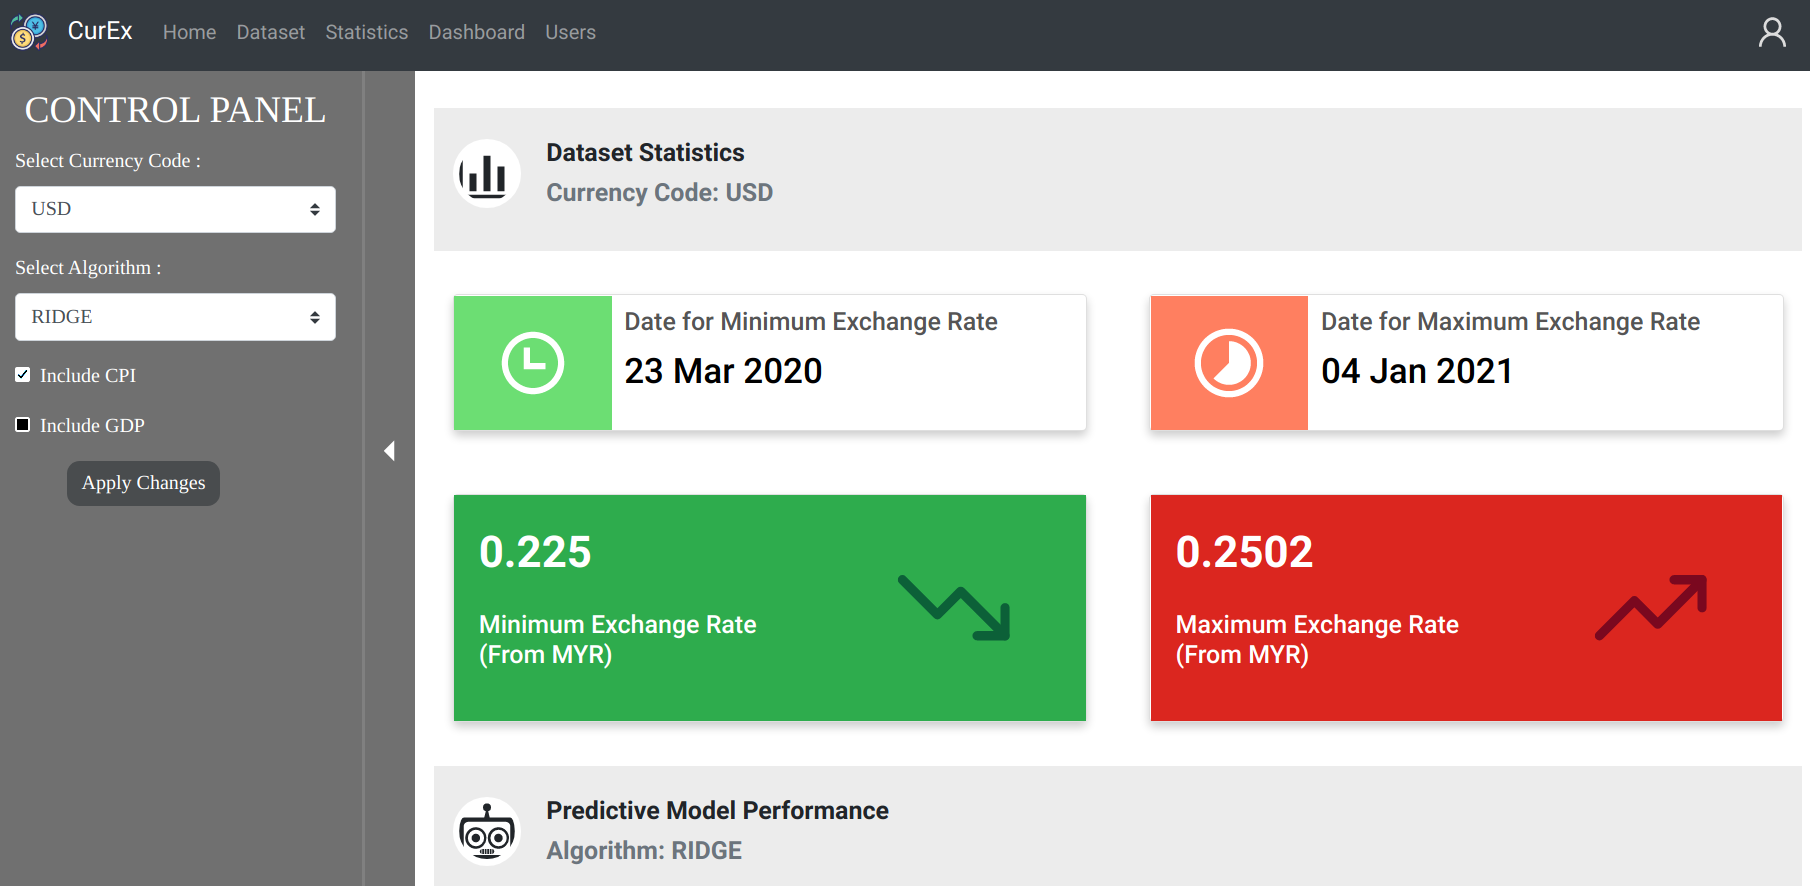 CurEx Home Dataset Statistics Dashboard Users
CONTROL PANEL
Select Currency Code :
USD
Select Algorithm :
RIDGE
Include CPI
Include GDP
Apply Changes
Dataset Statistics
Currency Code: USD
Date for Minimum Exchange Rate
23 Mar 2020
Date for Maximum Exchange Rate
04 Jan 2021
0.225
Minimum Exchange Rate
(From MYR)
0.2502
Maximum Exchange Rate
(From MYR)
Predictive Model Performance
Algorithm: RIDGE